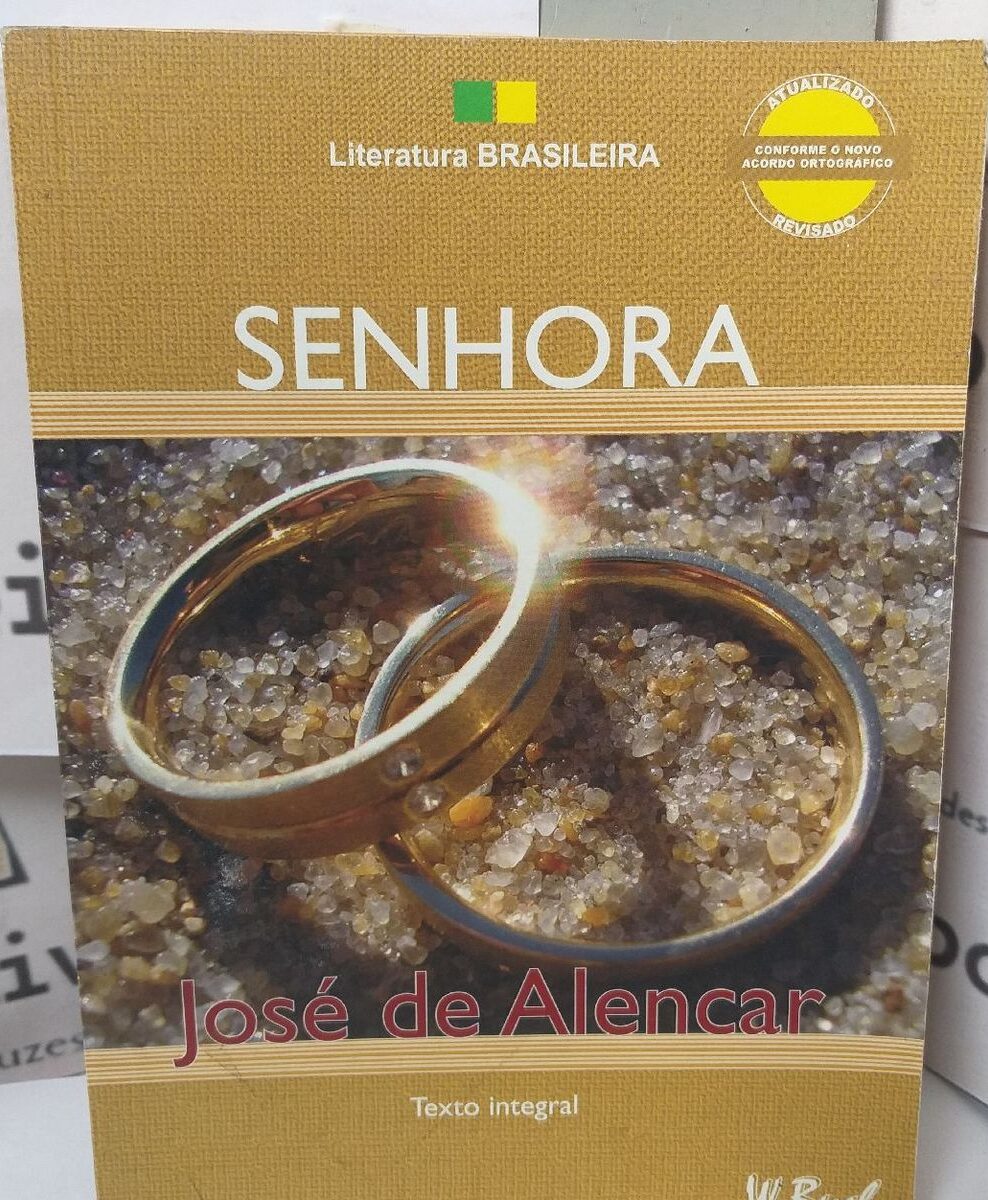 Literatura BRASILEIRA
ATUALIZADO
CONFORME O NOVO
ACORDO ORTOGRÁFICO
REVISADO
SENHORA
José de Alencar
Texto integral